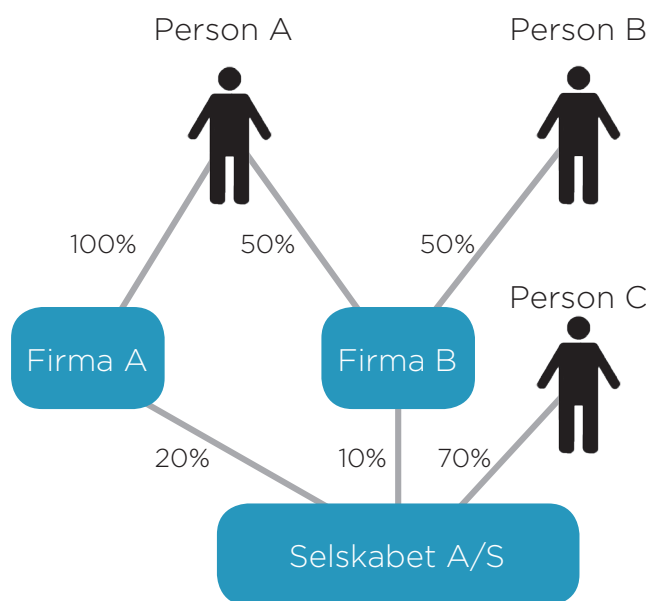 Person A
Person B
100%
50%
50%
Person C
Firma A
Firma B
20%
10%
70%
Selskabet A/S